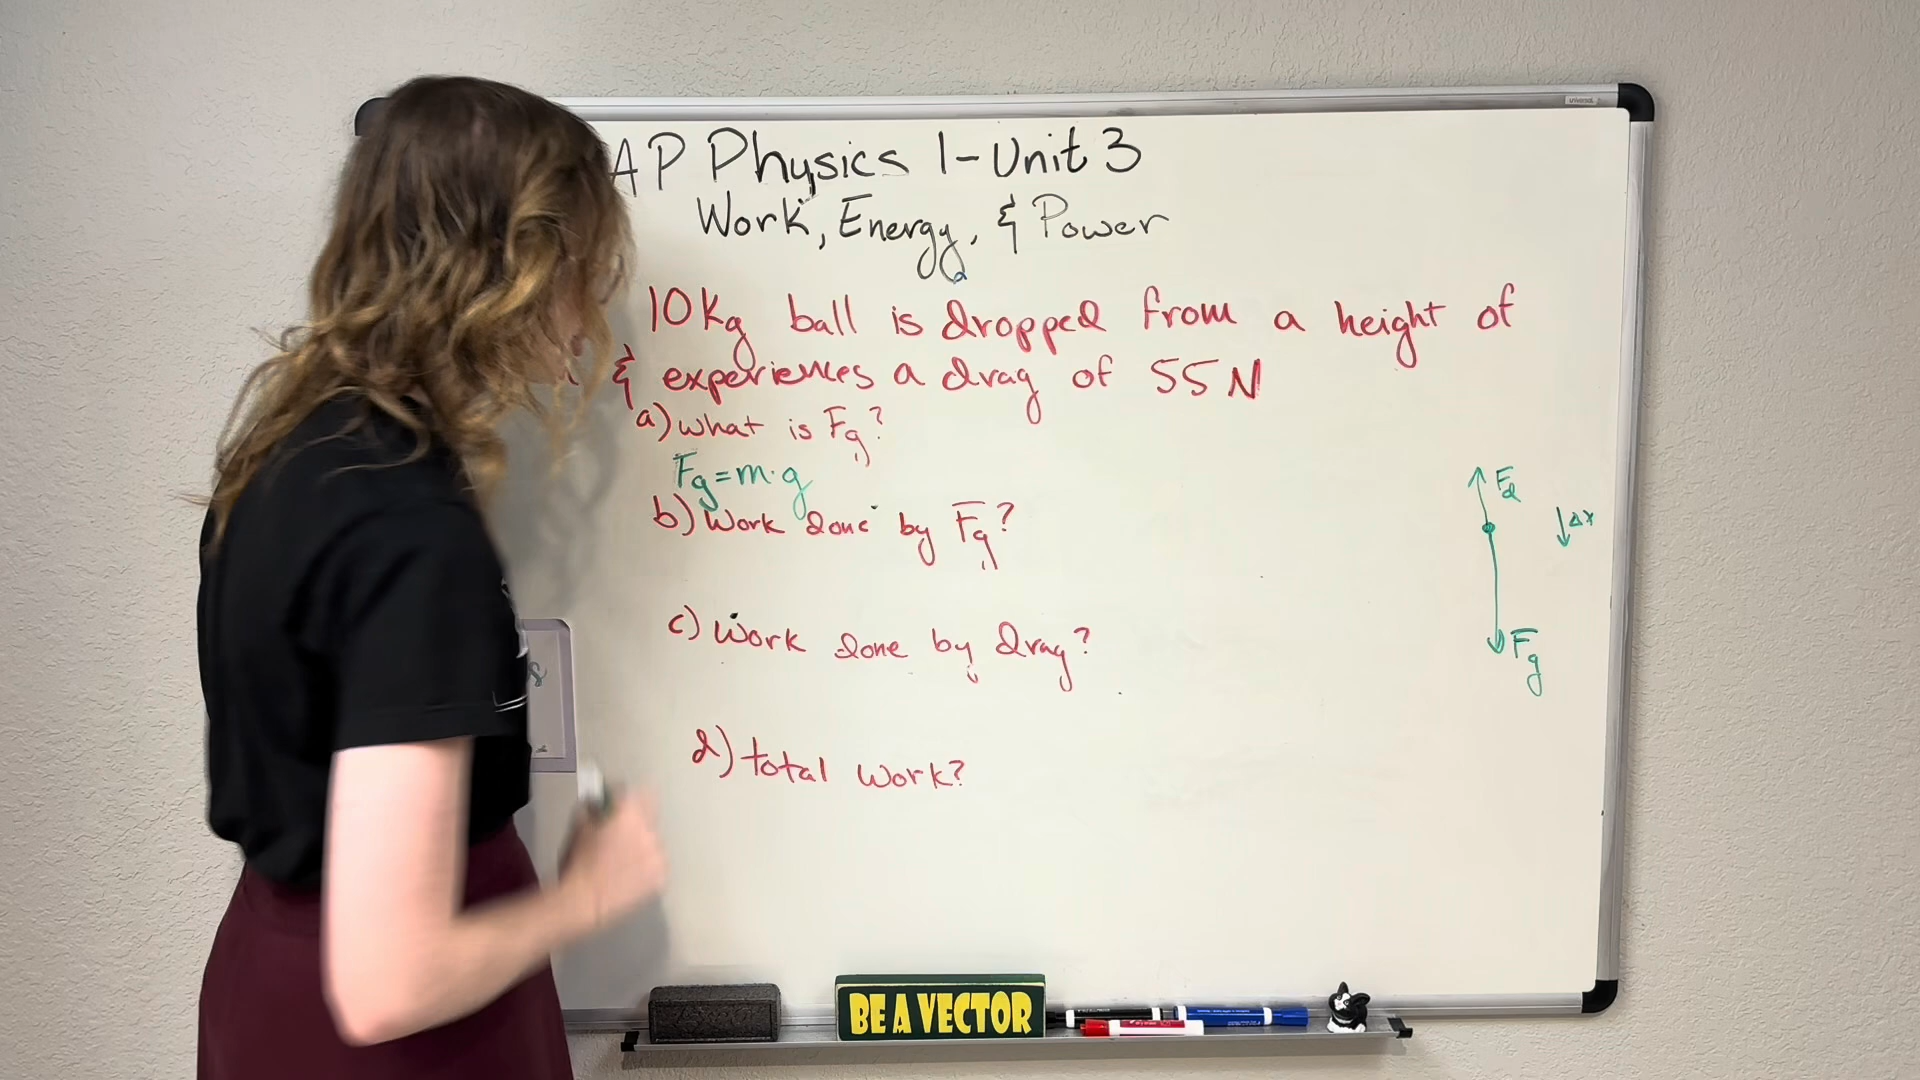 AP Physics 1-Unit 3
Work, Energy, & Power
10kg ball is dropped from a height of
& experiences a drag of 55N
a) what is Fg?
Fg=m·g
b) Work done by Fg?
c) Work done by drag?
d) total work?
Fd
Δx
Fg
BE A VECTOR
universal